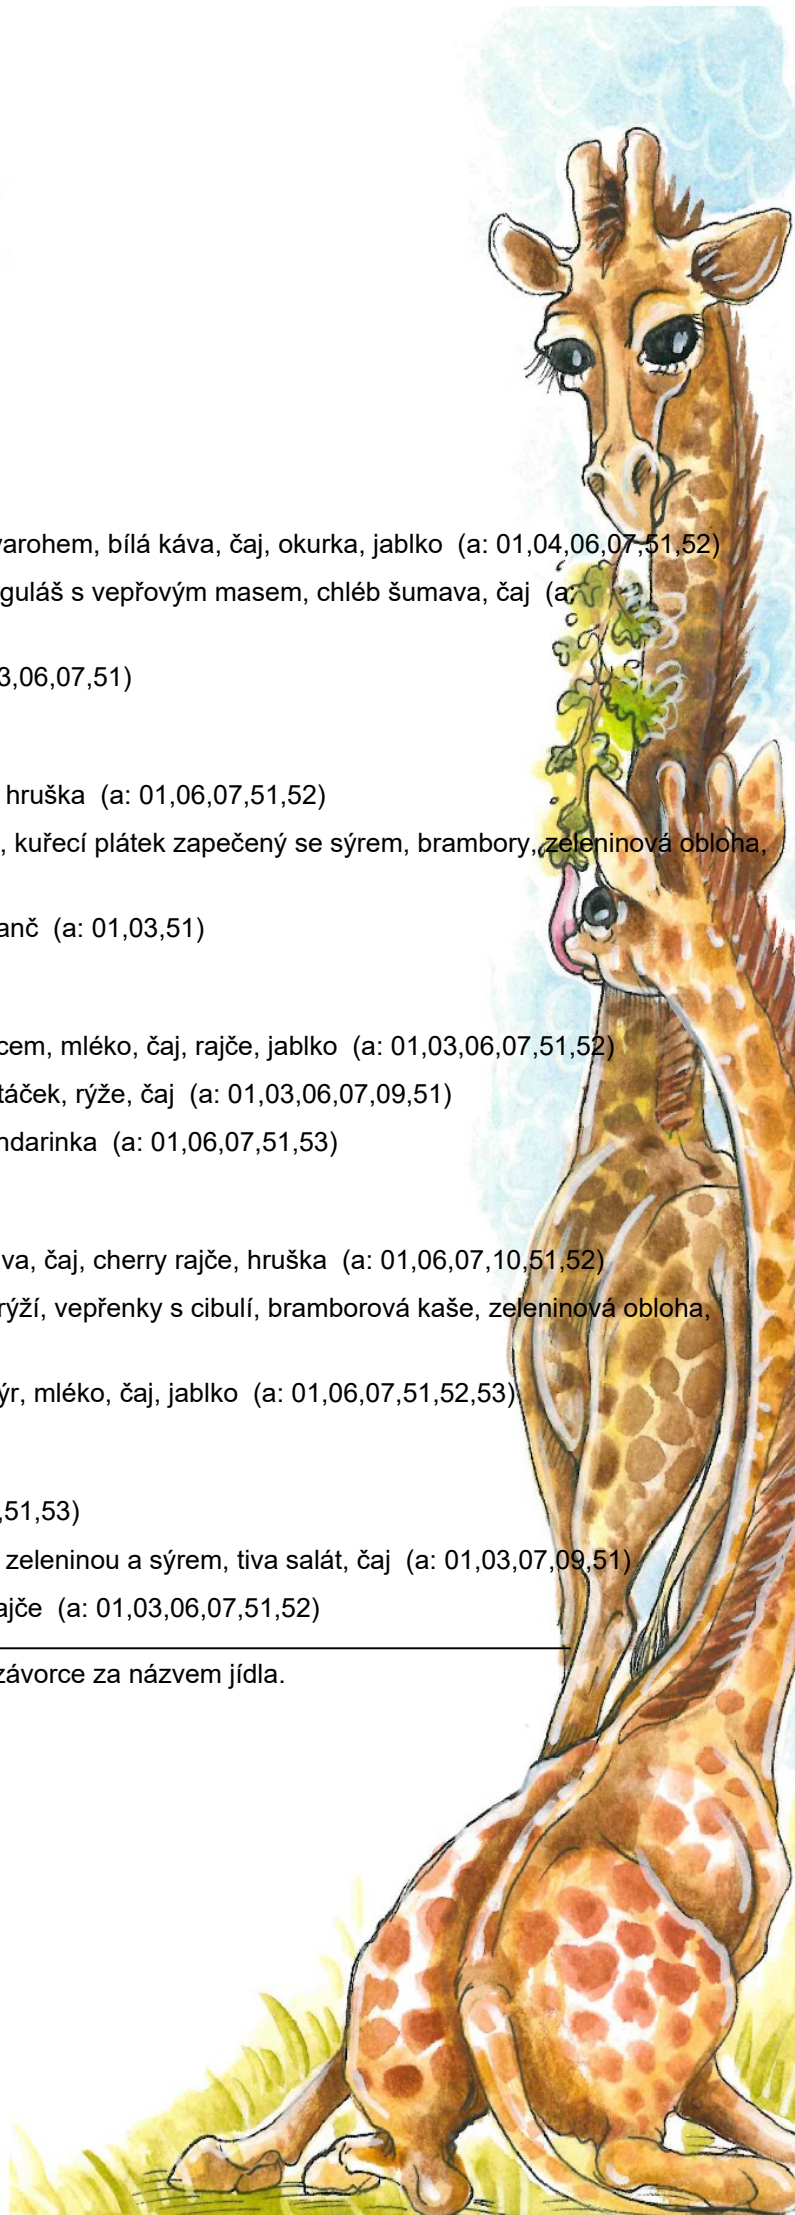 varohem, bílá káva, čaj, okurka, jablko (a: 01,04,06,07,51,52)
guláš s vepřovým masem, chléb šumava, čaj (a:
3,06,07,51)
hruška (a: 01,06,07,51,52)
, kuřecí plátek zapečený se sýrem, brambory, zeleninová obloha,
anč (a: 01,03,51)
cem, mléko, čaj, rajče, jablko (a: 01,03,06,07,51,52)
táček, rýže, čaj (a: 01,03,06,07,09,51)
ndarinka (a: 01,06,07,51,53)
va, čaj, cherry rajče, hruška (a: 01,06,07,10,51,52)
rýží, vepřenky s cibulí, bramborová kaše, zeleninová obloha,
ýr, mléko, čaj, jablko (a: 01,06,07,51,52,53)
,51,53)
zeleninou a sýrem, tiva salát, čaj (a: 01,03,07,09,51)
ajče (a: 01,03,06,07,51,52)
závorce za názvem jídla.